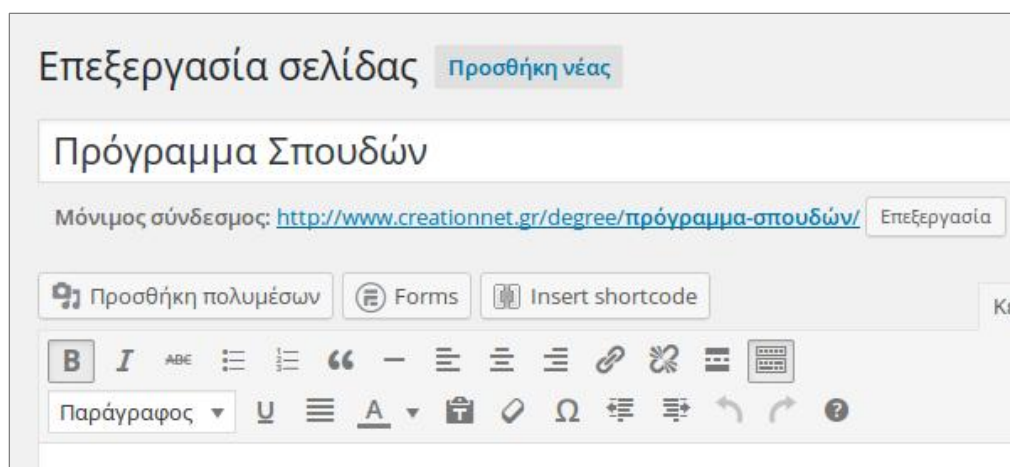 Επεξεργασία σελίδας Προσθήκη νέας
Πρόγραμμα Σπουδών
Μόνιμος σύνδεσμος: http://www.creationnet.gr/degree/πρόγραμμα-σπουδών/ Επεξεργασία
Προσθήκη πολυμέσων Forms Insert shortcode
B I ABE
Παράγραφος U A Ω